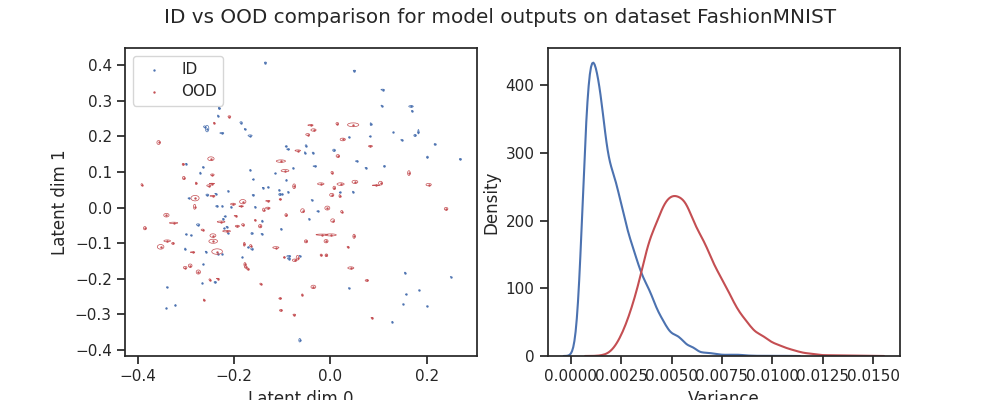 ID vs OOD comparison for model outputs on dataset FashionMNIST
ID
OOD
Latent dim 1
0.4
0.3
0.2
0.1
0.0
−0.1
−0.2
−0.3
−0.4
−0.4 −0.2 0.0 0.2
Latent dim 0
Density
400
300
200
100
0
0.0000 0.0025 0.0050 0.0075 0.0100 0.0125 0.0150
Variance